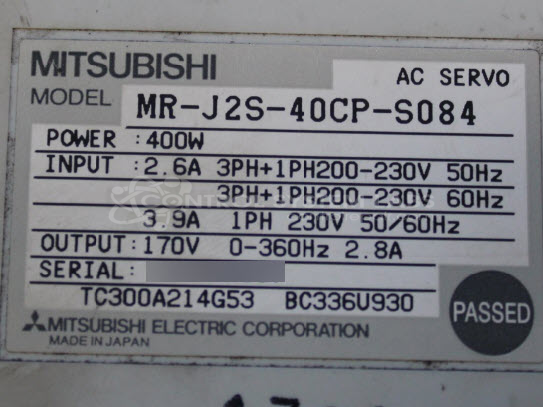 MITSUBISHI
AC SERVO
MODEL MR-J2S-40CP-S084
POWER :400W
INPUT :2.6A 3PH+1PH200-230V 50Hz
3PH+1PH200-230V 60Hz
3.9A 1PH 230V 50/60Hz
OUTPUT:170V 0-360Hz 2.8A
SERIAL:
TC300A214G53 BC336U930
PASSED
MITSUBISHI ELECTRIC CORPORATION
MADE IN JAPAN